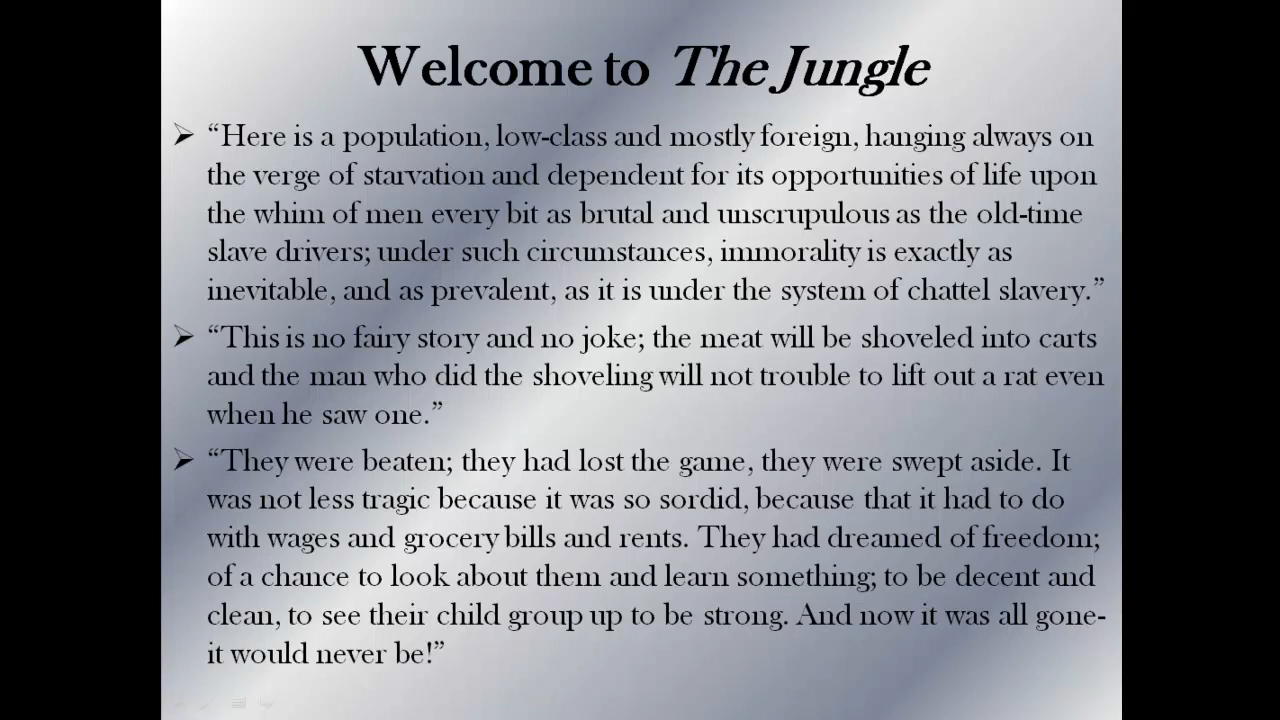 Welcome to The Jungle
➢ “Here is a population, low-class and mostly foreign, hanging always on
the verge of starvation and dependent for its opportunities of life upon
the whim of men every bit as brutal and unscrupulous as the old-time
slave drivers; under such circumstances, immorality is exactly as
inevitable, and as prevalent, as it is under the system of chattel slavery.”
➢ “This is no fairy story and no joke; the meat will be shoveled into carts
and the man who did the shoveling will not trouble to lift out a rat even
when he saw one.”
➢ “They were beaten; they had lost the game, they were swept aside. It
was not less tragic because it was so sordid, because that it had to do
with wages and grocery bills and rents. They had dreamed of freedom;
of a chance to look about them and learn something; to be decent and
clean, to see their child group up to be strong. And now it was all gone-
it would never be!”